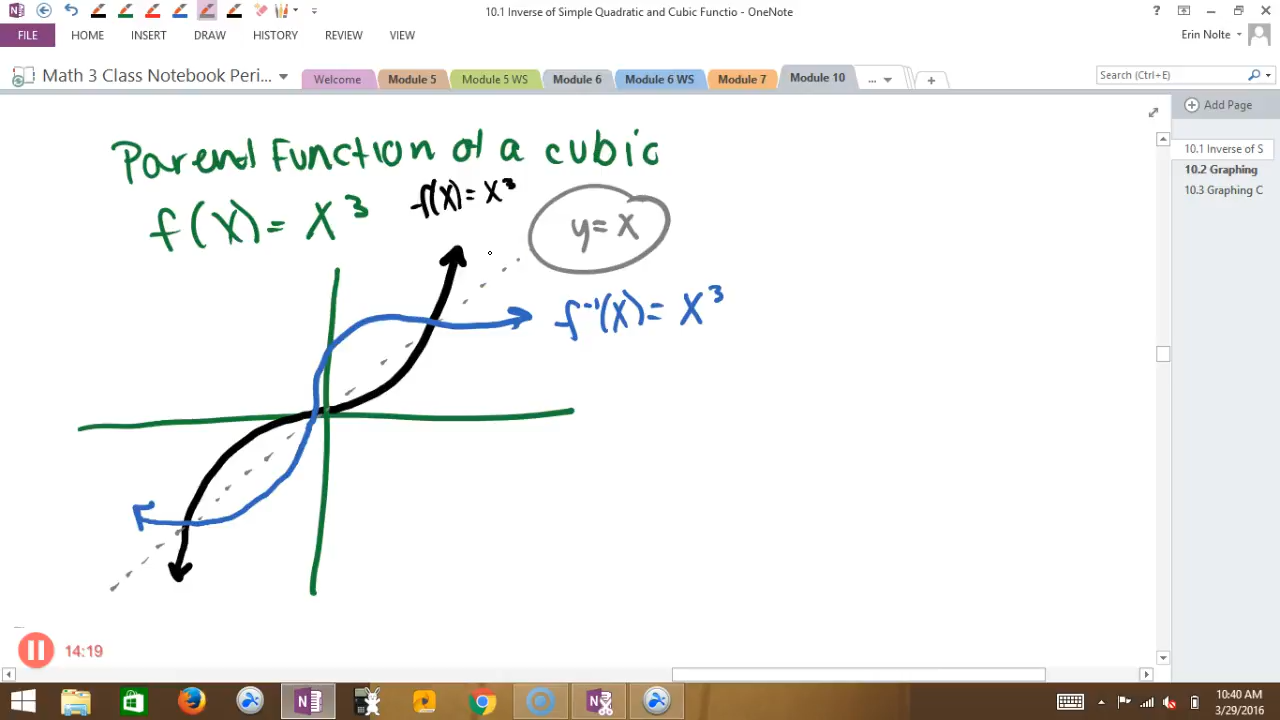 10.1 Inverse of Simple Quadratic and Cubic Functio - OneNote
?
FILE HOME INSERT DRAW HISTORY REVIEW VIEW
Erin Nolte
Math 3 Class Notebook Peri... Welcome Module 5 Module 5 WS Module 6 Module 6 WS Module 7 Module 10 ... +
Search (Ctrl+E)
Add Page
10.1 Inverse of S
10.2 Graphing
10.3 Graphing C
Parend Function of a cubic
f(x)= x³
f(x)= x³
y= x
f⁻¹(x)= x³
14:19
10:40 AM
3/29/2016